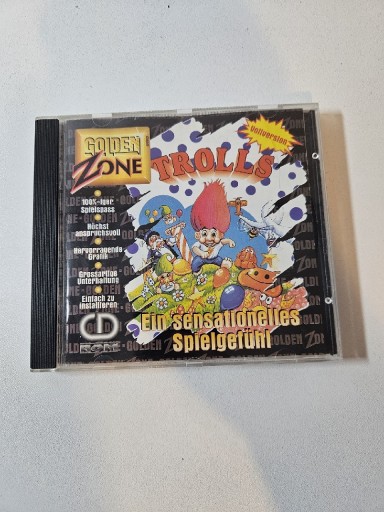 GOLDEN
ZONE
Vollversion
TROLLS
100%-iger
Spielspass
Höchst
anspruchsvoll
Hervorragende
Grafik
Grossartige
Unterhaltung
Einfach zu
installieren
CD
ROM
Ein sensationelles
Spielgefühl